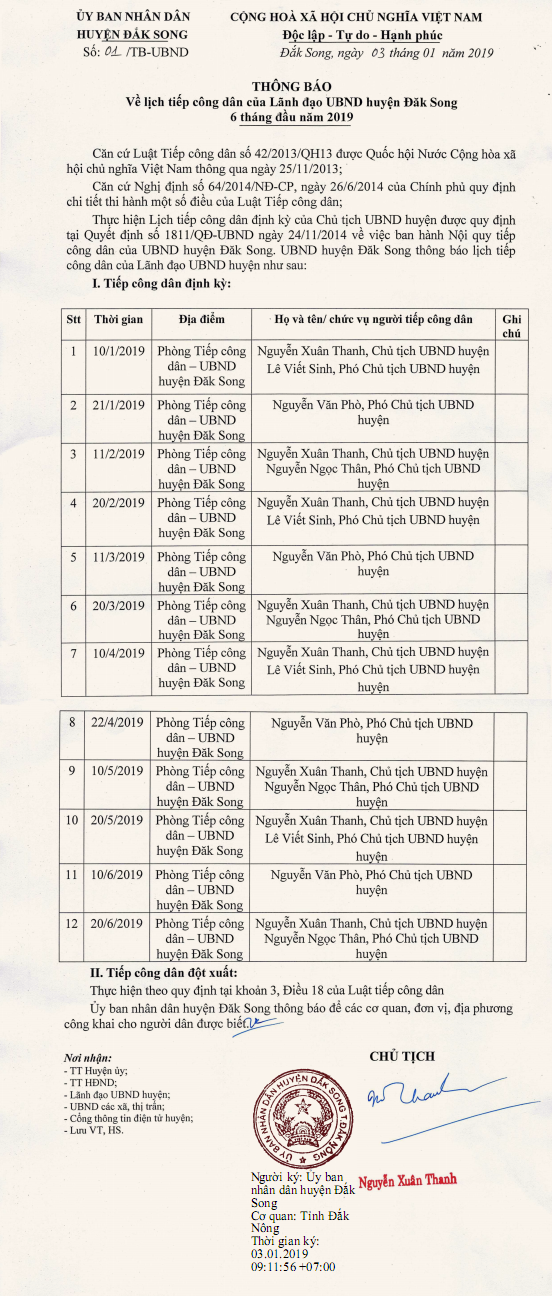 ỦY BAN NHÂN DÂN
HUYỆN ĐẮK SONG
Số: 01 /TB-UBND
CỘNG HOÀ XÃ HỘI CHỦ NGHĨA VIỆT NAM
Độc lập - Tự do - Hạnh phúc
Đắk Song, ngày 03 tháng 01 năm 2019
THÔNG BÁO
Về lịch tiếp công dân của Lãnh đạo UBND huyện Đăk Song
6 tháng đầu năm 2019
Căn cứ Luật Tiếp công dân số 42/2013/QH13 được Quốc hội Nước Cộng hòa xã
hội chủ nghĩa Việt Nam thông qua ngày 25/11/2013;
Căn cứ Nghị định số 64/2014/NĐ-CP, ngày 26/6/2014 của Chính phủ quy định
chi tiết thi hành một số điều của Luật Tiếp công dân;
Thực hiện Lịch tiếp công dân định kỳ của Chủ tịch UBND huyện được quy định
tại Quyết định số 1811/QĐ-UBND ngày 24/11/2014 về việc ban hành Nội quy tiếp
công dân của UBND huyện Đăk Song. UBND huyện Đăk Song thông báo lịch tiếp
công dân của Lãnh đạo UBND huyện như sau:
I. Tiếp công dân định kỳ:
Stt Thời gian Địa điểm Họ và tên/ chức vụ người tiếp công dân Ghi
chú
1 10/1/2019 Phòng Tiếp công Nguyễn Xuân Thanh, Chủ tịch UBND huyện
dân – UBND Lê Viết Sinh, Phó Chủ tịch UBND huyện
huyện Đăk Song
2 21/1/2019 Phòng Tiếp công Nguyễn Văn Phò, Phó Chủ tịch UBND
dân – UBND huyện
huyện Đăk Song
3 11/2/2019 Phòng Tiếp công Nguyễn Xuân Thanh, Chủ tịch UBND huyện
dân – UBND Nguyễn Ngọc Thân, Phó Chủ tịch UBND
huyện Đăk Song huyện
4 20/2/2019 Phòng Tiếp công Nguyễn Xuân Thanh, Chủ tịch UBND huyện
dân – UBND Lê Viết Sinh, Phó Chủ tịch UBND huyện
huyện Đăk Song
5 11/3/2019 Phòng Tiếp công Nguyễn Văn Phò, Phó Chủ tịch UBND
dân – UBND huyện
huyện Đăk Song
6 20/3/2019 Phòng Tiếp công Nguyễn Xuân Thanh, Chủ tịch UBND huyện
dân – UBND Nguyễn Ngọc Thân, Phó Chủ tịch UBND
huyện Đăk Song huyện
7 10/4/2019 Phòng Tiếp công Nguyễn Xuân Thanh, Chủ tịch UBND huyện
dân – UBND Lê Viết Sinh, Phó Chủ tịch UBND huyện
huyện Đăk Song huyện
8 22/4/2019 Phòng Tiếp công Nguyễn Văn Phò, Phó Chủ tịch UBND
dân – UBND huyện
huyện Đăk Song
9 10/5/2019 Phòng Tiếp công Nguyễn Xuân Thanh, Chủ tịch UBND huyện
dân – UBND Nguyễn Ngọc Thân, Phó Chủ tịch UBND
huyện Đăk Song huyện
10 20/5/2019 Phòng Tiếp công Nguyễn Xuân Thanh, Chủ tịch UBND huyện
dân – UBND Lê Viết Sinh, Phó Chủ tịch UBND huyện
huyện Đăk Song huyện
11 10/6/2019 Phòng Tiếp công Nguyễn Văn Phò, Phó Chủ tịch UBND
dân – UBND huyện
huyện Đăk Song
12 20/6/2019 Phòng Tiếp công Nguyễn Xuân Thanh, Chủ tịch UBND huyện
dân – UBND Nguyễn Ngọc Thân, Phó Chủ tịch UBND
huyện Đăk Song huyện
II. Tiếp công dân đột xuất:
Thực hiện theo quy định tại khoản 3, Điều 18 của Luật tiếp công dân
Ủy ban nhân dân huyện Đăk Song thông báo để các cơ quan, đơn vị, địa phương
công khai cho người dân được biết.
Nơi nhận:
- TT Huyện ủy;
- TT HĐND;
- Lãnh đạo UBND huyện;
- UBND các xã, thị trấn;
- Cổng thông tin điện tử huyện;
- Lưu VT, HS.
CHỦ TỊCH
ỦY BAN NHÂN DÂN HUYỆN ĐẮK SONG T.ĐẮK NÔNG
Nguyễn Xuân Thanh
Người ký: Ủy ban
nhân dân huyện Đắk
Song
Cơ quan: Tỉnh Đắk
Nông
Thời gian ký:
03.01.2019
09:11:56 +07:00